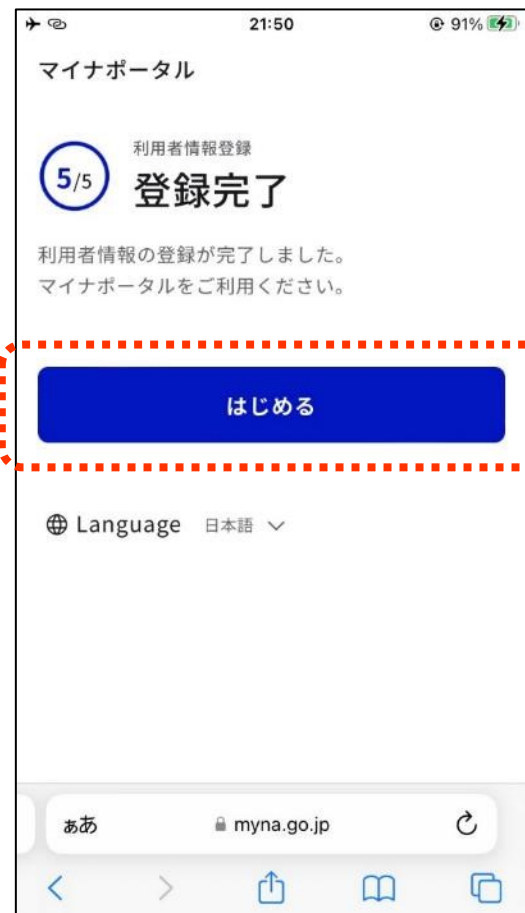 21:50
91%
マイナポータル
利用者情報登録
5/5
登録完了
利用者情報の登録が完了しました。
マイナポータルをご利用ください。
はじめる
Language 日本語
ぁあ myna.go.jp